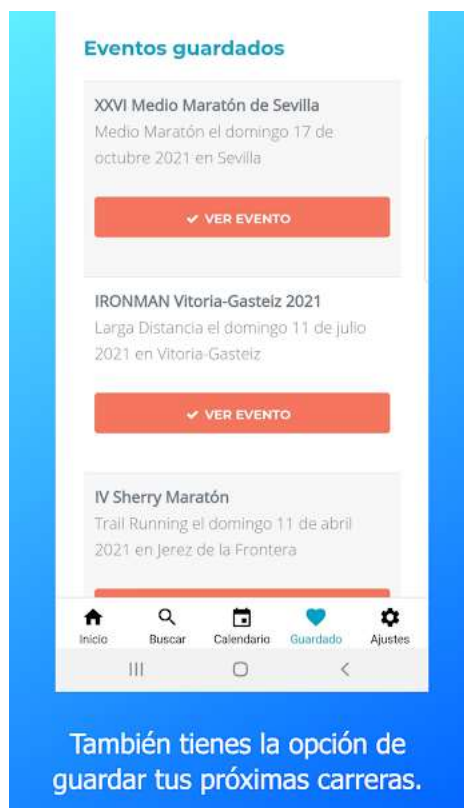 Eventos guardados
XXVI Medio Maratón de Sevilla
Medio Maratón el domingo 17 de
octubre 2021 en Sevilla
VER EVENTO
IRONMAN Vitoria-Gasteiz 2021
Larga Distancia el domingo 11 de julio
2021 en Vitoria-Gasteiz
VER EVENTO
IV Sherry Maratón
Trail Running el domingo 11 de abril
2021 en Jerez de la Frontera
Inicio Buscar Calendario Guardado Ajustes
También tienes la opción de
guardar tus próximas carreras.